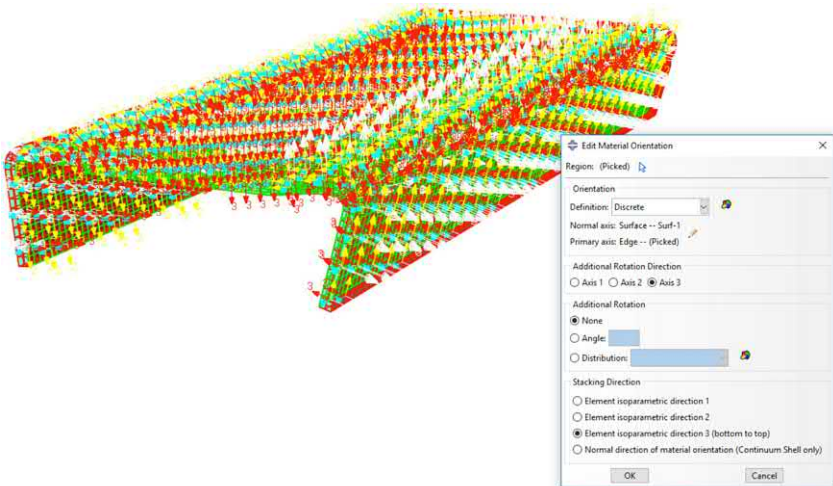 Edit Material Orientation
Region: (Picked)
Orientation
Definition: Discrete
Normal axis: Surface -- Surf-1
Primary axis: Edge -- (Picked)
Additional Rotation Direction
Axis 1 Axis 2 Axis 3
Additional Rotation
None
Angle:
Distribution:
Stacking Direction
Element isoparametric direction 1
Element isoparametric direction 2
Element isoparametric direction 3 (bottom to top)
Normal direction of material orientation (Continuum Shell only)
OK Cancel